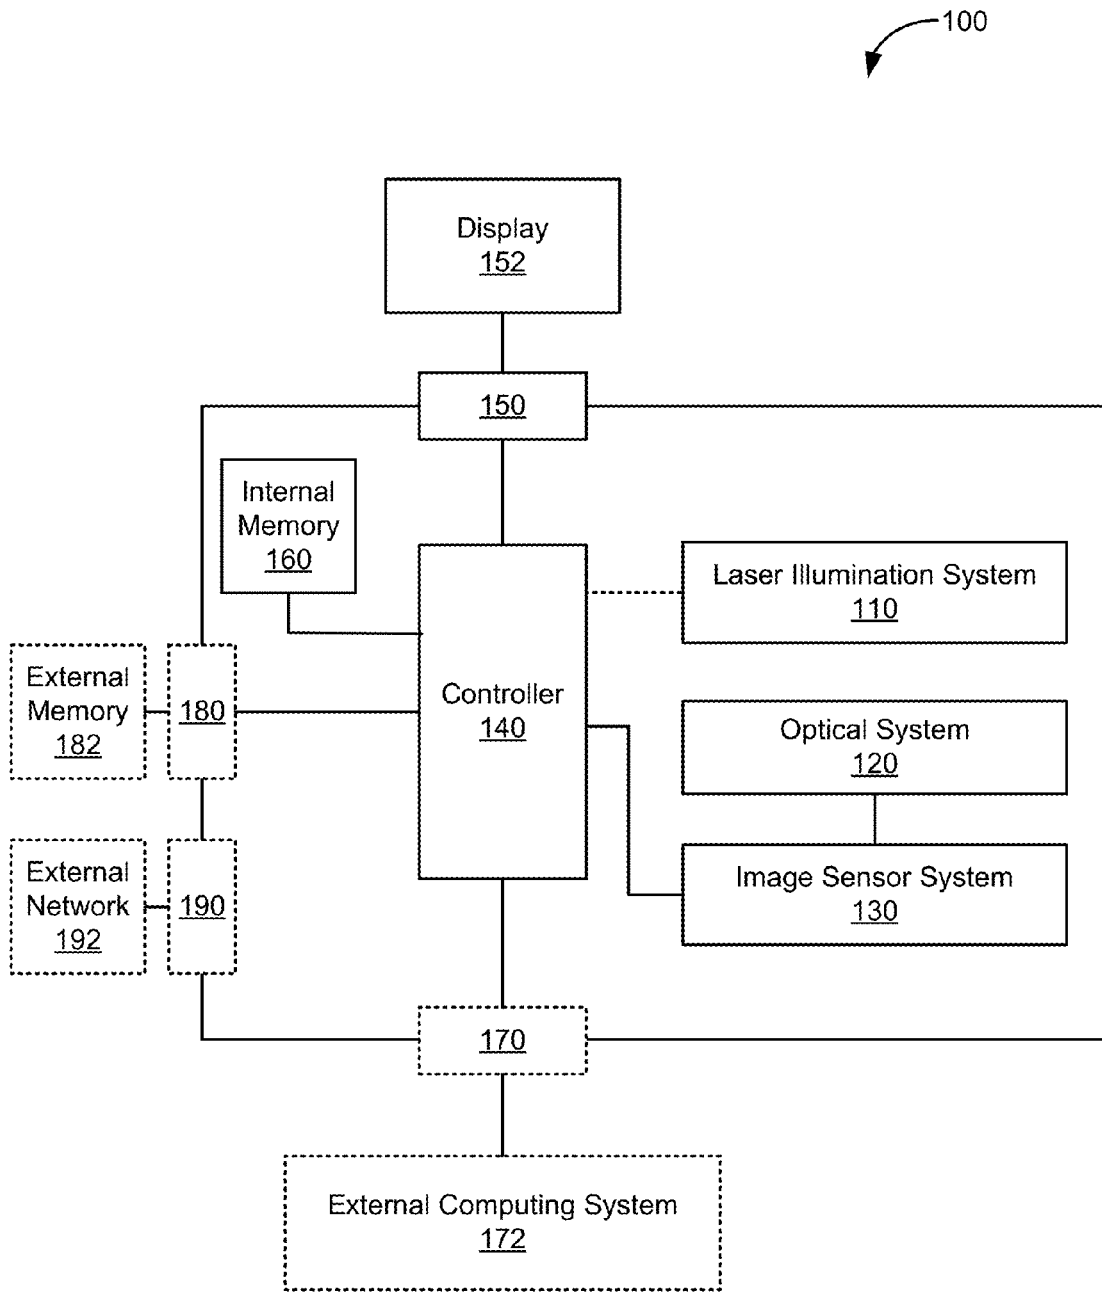 100
Display
152
150
Internal
Memory
160
Laser Illumination System
110
External
Memory
182
180
Controller
140
Optical System
120
External
Network
192
190
Image Sensor System
130
170
External Computing System
172